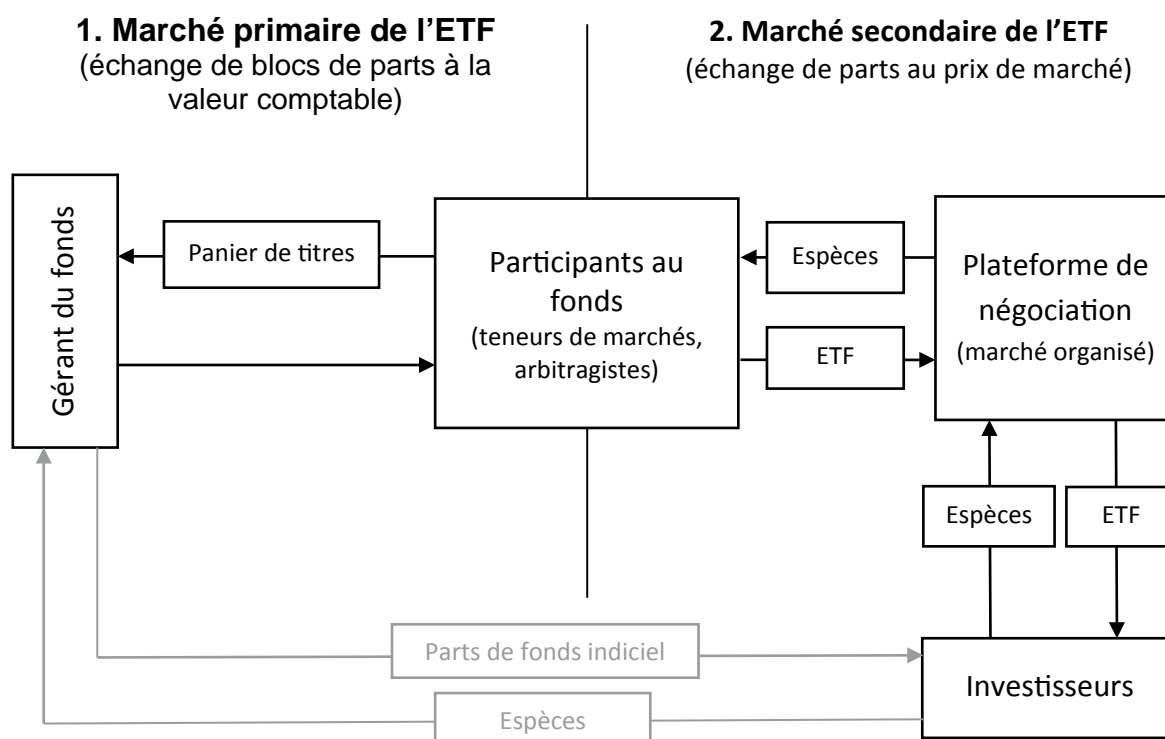 1. Marché primaire de l’ETF
(échange de blocs de parts à la
valeur comptable)
2. Marché secondaire de l’ETF
(échange de parts au prix de marché)
Gérant du fonds
Panier de titres
Participants au
fonds
(teneurs de marchés,
arbitragistes)
Espèces
ETF
Plateforme de
négociation
(marché organisé)
Espèces
ETF
Parts de fonds indiciel
Espèces
Investisseurs